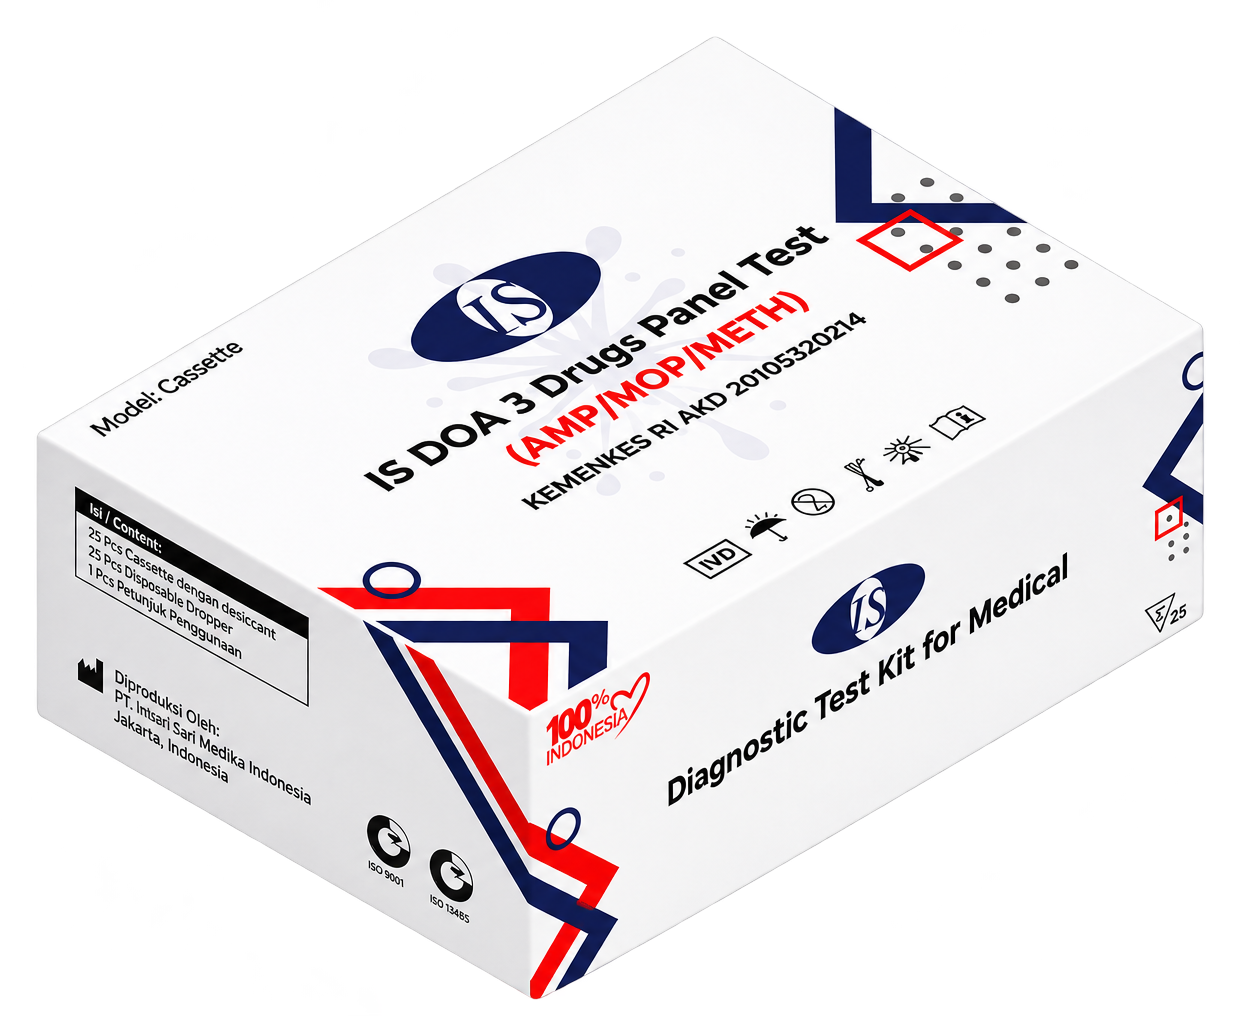 Model: Cassette
IS
IS DOA 3 Drugs Panel Test
(AMP/MOP/METH)
KEMENKES RI AKD 20105320214
IVD
Isi / Content:
25 Pcs Cassette dengan desiccant
25 Pcs Disposable Dropper
1 Pcs Petunjuk Penggunaan
Diproduksi Oleh:
PT. Intsari Sari Medika Indonesia
Jakarta, Indonesia
ISO 9001
ISO 13485
100%
INDONESIA
IS
Diagnostic Test Kit for Medical
Σ/25